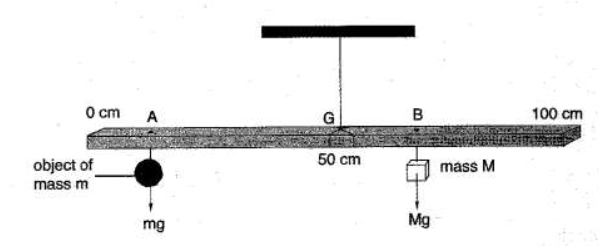 0 cm A G B 100 cm
50 cm
object of
mass m
mass M
mg Mg